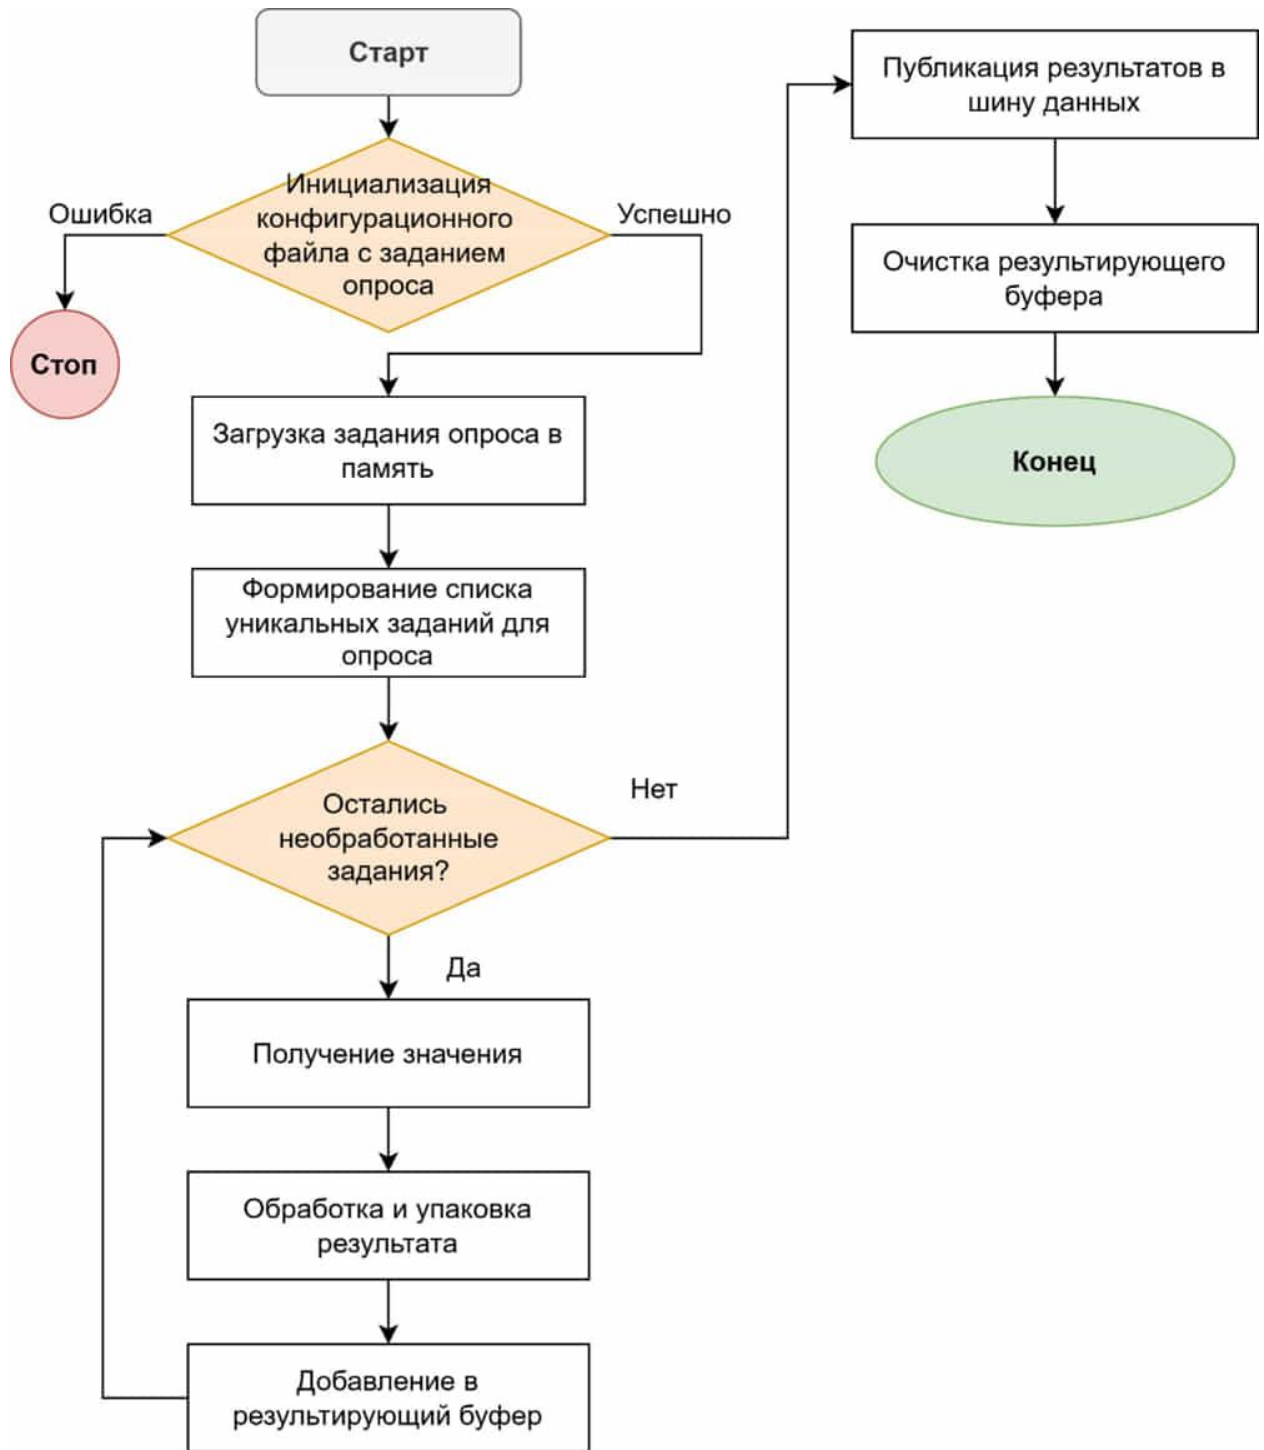 Старт
Инициализация
конфигурационного
файла с заданием
опроса
Ошибка
Успешно
Стоп
Загрузка задания опроса в
память
Формирование списка
уникальных заданий для
опроса
Остались
необработанные
задания?
Нет
Да
Получение значения
Обработка и упаковка
результата
Добавление в
результирующий буфер
Публикация результатов в
шину данных
Очистка результирующего
буфера
Конец